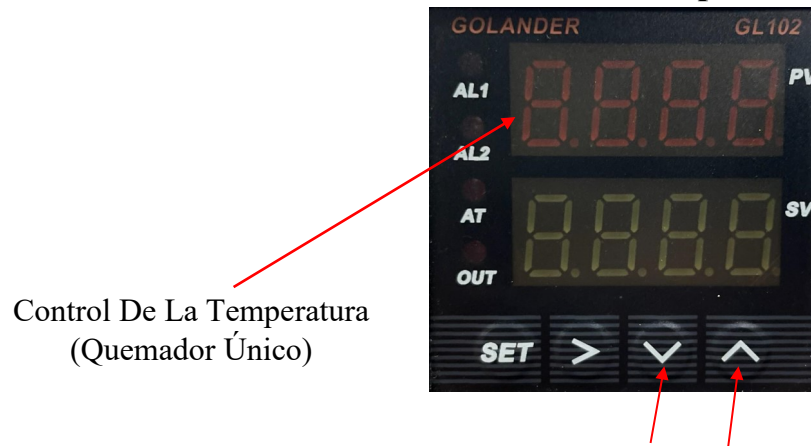 GOLANDER GL102
AL1
PV
AL2
AT
SV
OUT
Control De La Temperatura
(Quemador Único)
SET > ∨ ∧